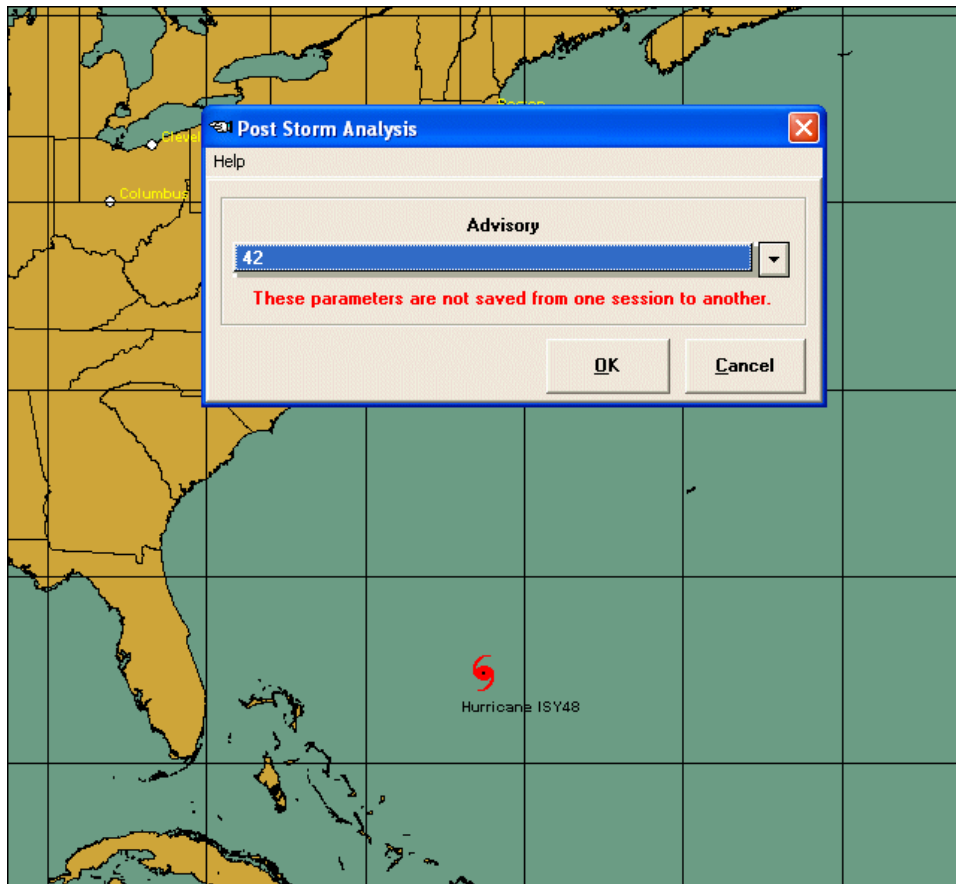 Post Storm Analysis
Help
Advisory
42
These parameters are not saved from one session to another.
OK
Cancel
Columbus
Hurricane ISY48